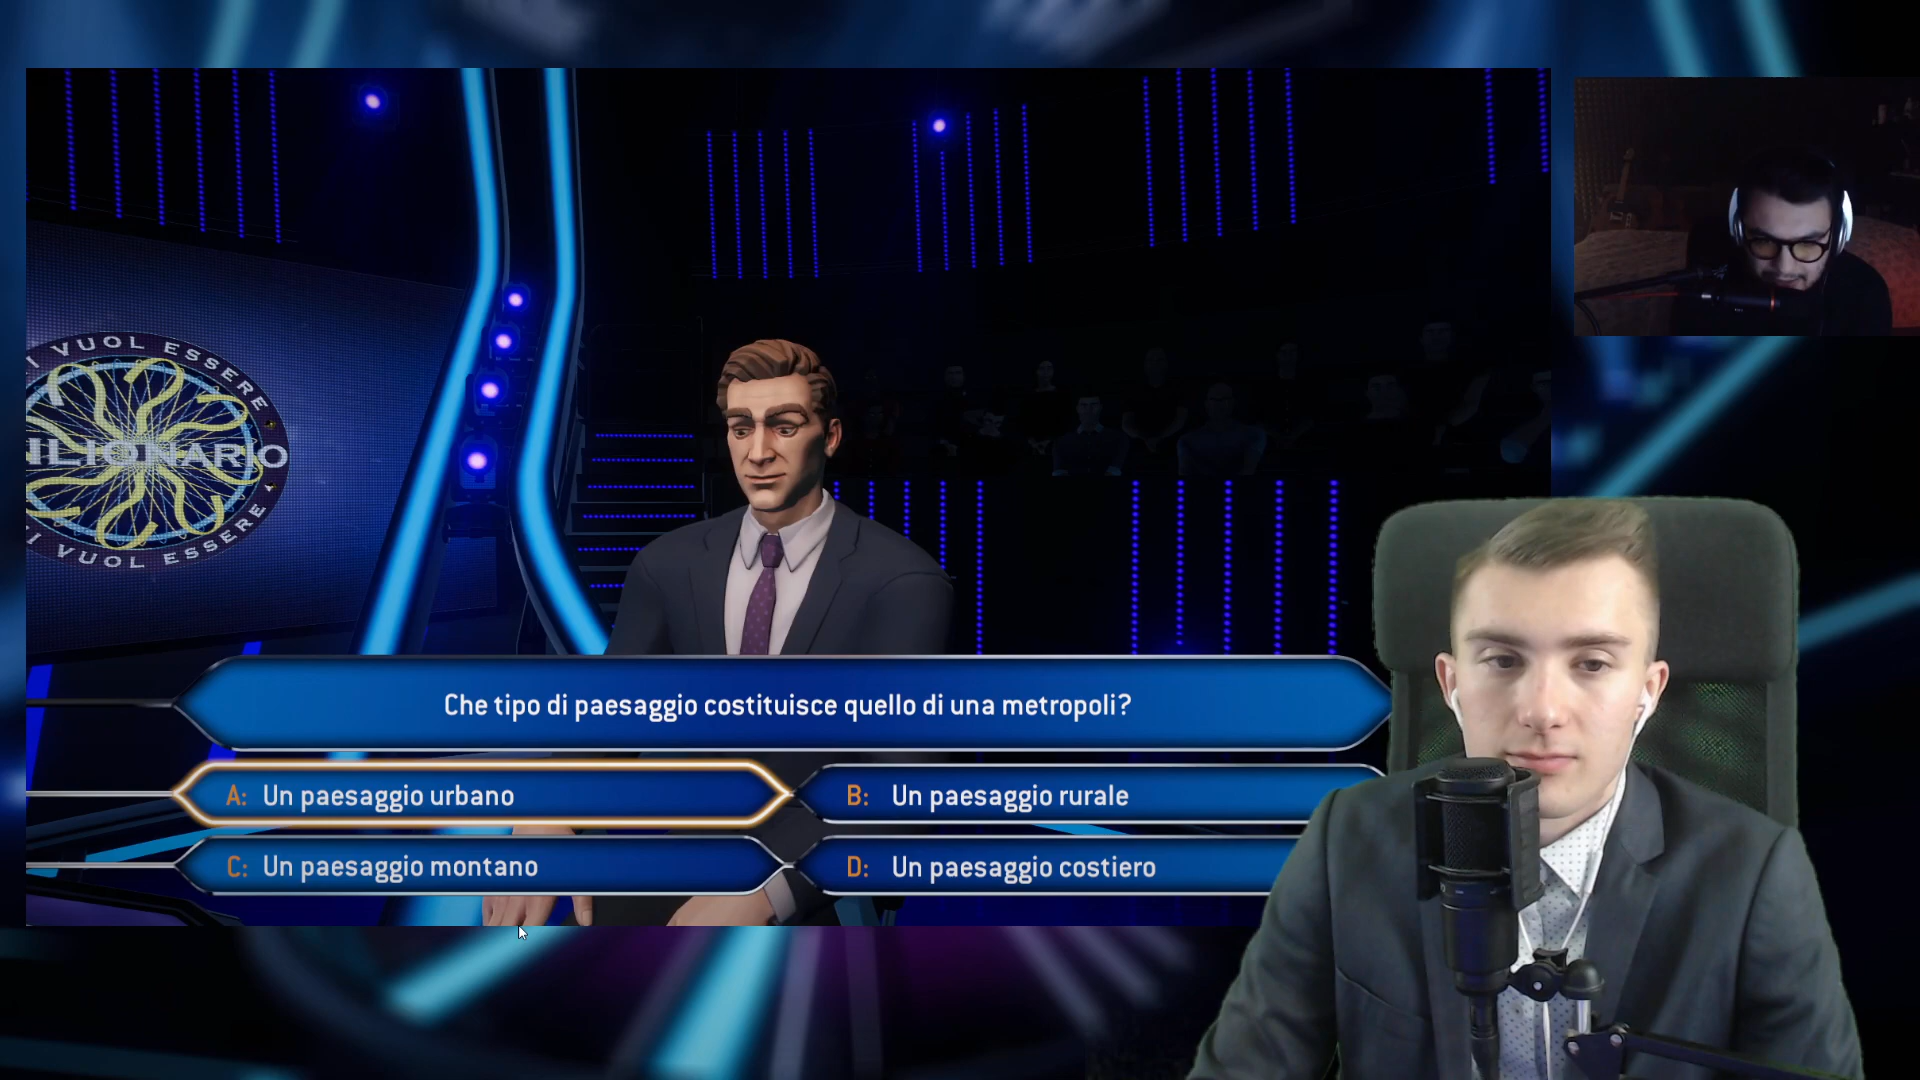 I VUOL ESSERE
ILIONARIO
I VUOL ESSERE
Che tipo di paesaggio costituisce quello di una metropoli?
A: Un paesaggio urbano
B: Un paesaggio rurale
C: Un paesaggio montano
D: Un paesaggio costiero